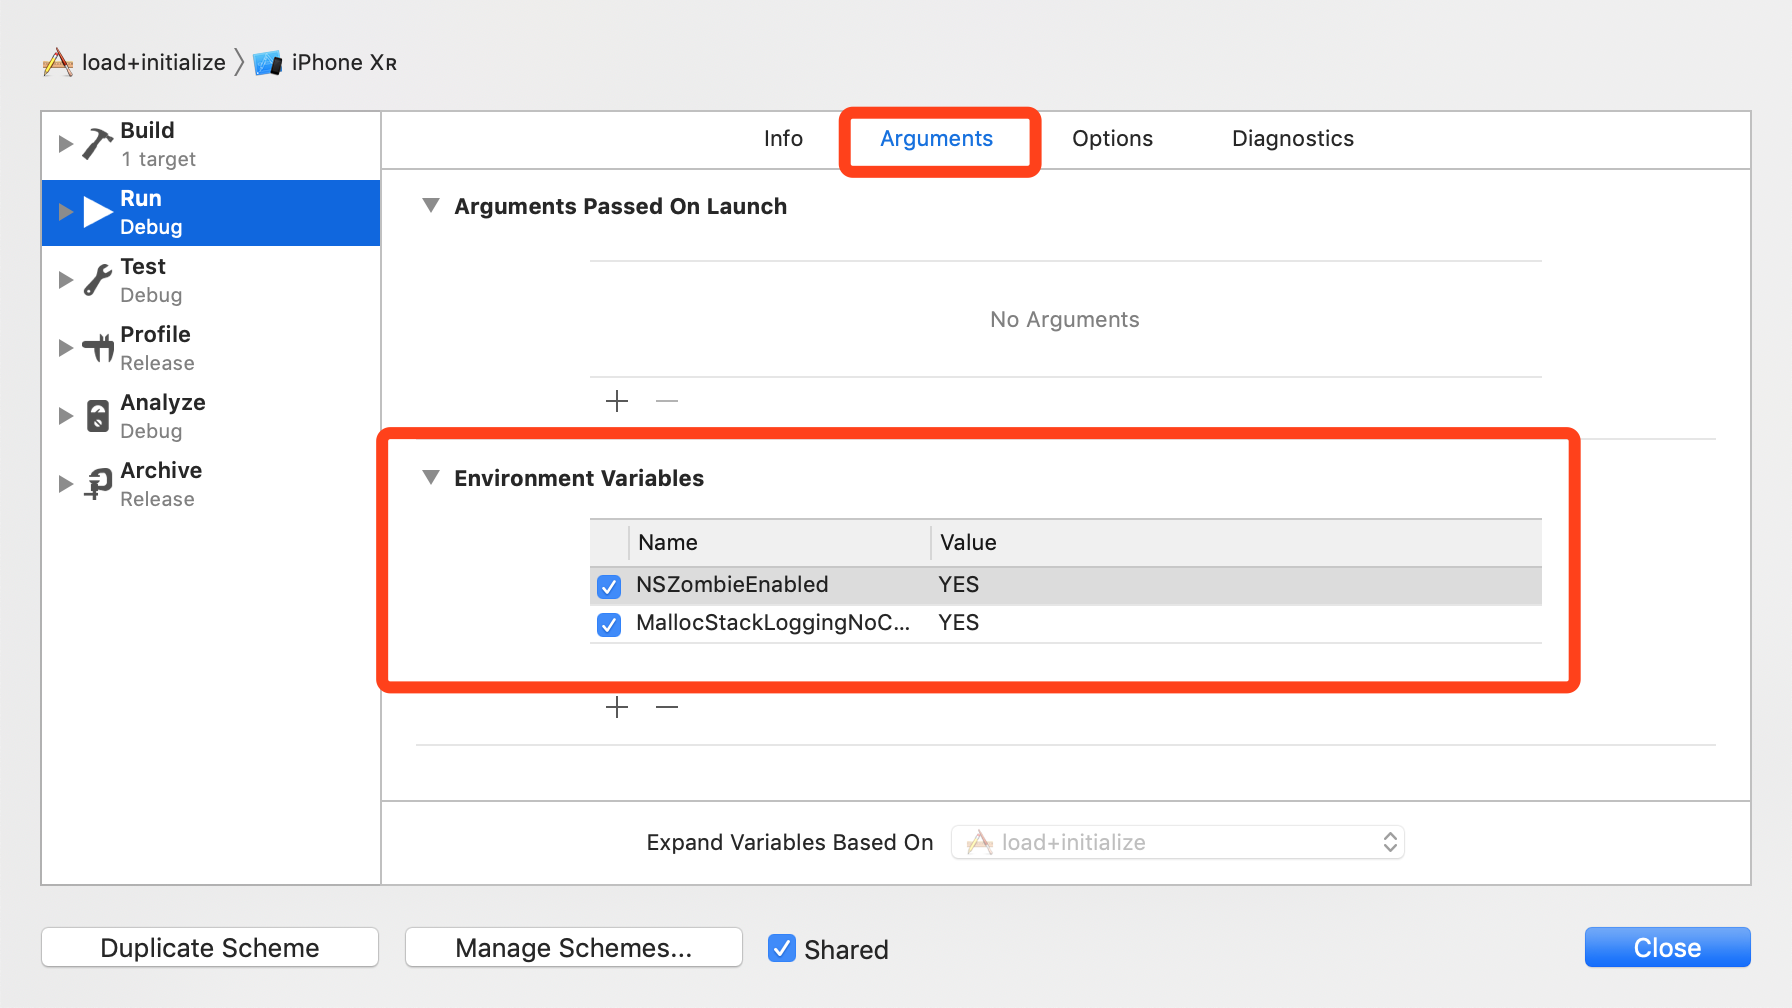 load+initialize iPhone XR
Build
1 target
Run
Debug
Test
Debug
Profile
Release
Analyze
Debug
Archive
Release
Info Arguments Options Diagnostics
Arguments Passed On Launch
No Arguments
Environment Variables
Name Value
NSZombieEnabled YES
MallocStackLoggingNoC... YES
Expand Variables Based On load+initialize
Duplicate Scheme Manage Schemes... Shared Close